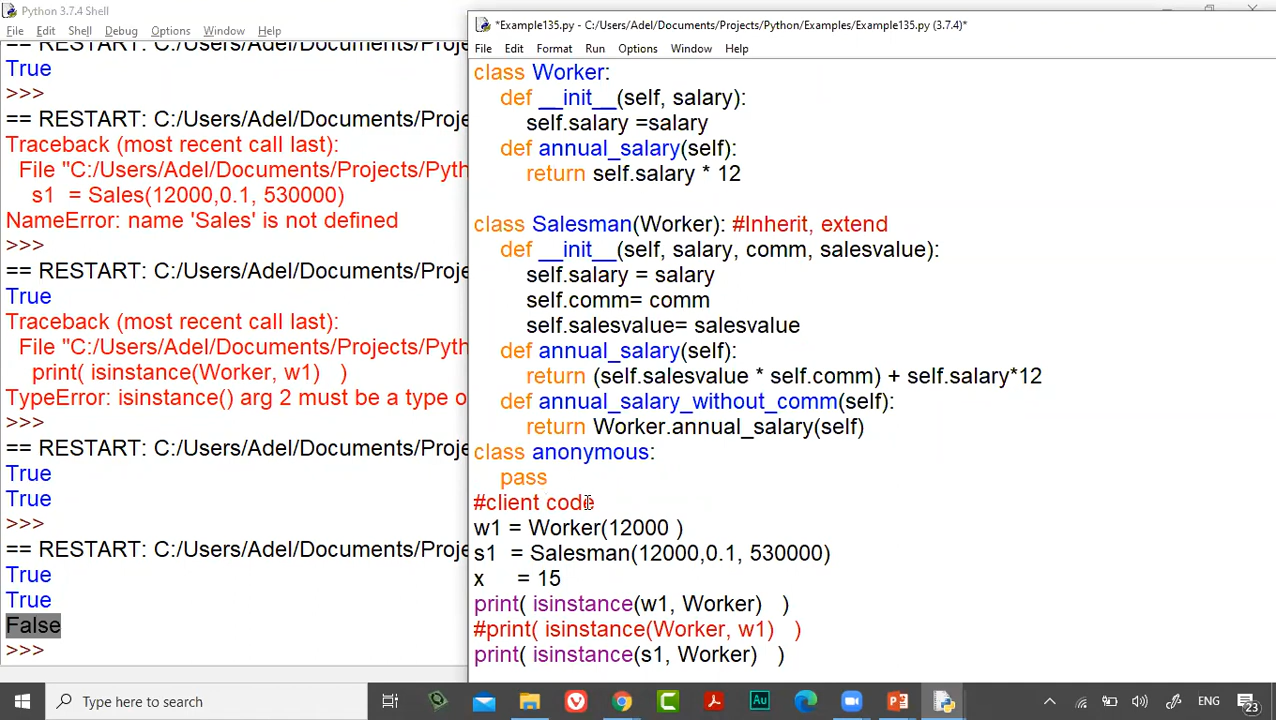 Python 3.7.4 Shell
File Edit Shell Debug Options Window Help
== RESTART: C:/Users/Adel/Documents/Proje
True
>>>
== RESTART: C:/Users/Adel/Documents/Proje
Traceback (most recent call last):
File "C:/Users/Adel/Documents/Projects/Pyth
s1 = Sales(12000,0.1, 530000)
NameError: name 'Sales' is not defined
>>>
== RESTART: C:/Users/Adel/Documents/Proje
True
Traceback (most recent call last):
File "C:/Users/Adel/Documents/Projects/Pyth
print( isinstance(Worker, w1) )
TypeError: isinstance() arg 2 must be a type o
>>>
== RESTART: C:/Users/Adel/Documents/Proje
True
True
>>>
== RESTART: C:/Users/Adel/Documents/Proje
True
True
False
>>>
*Example135.py - C:/Users/Adel/Documents/Projects/Python/Examples/Example135.py (3.7.4)*
File Edit Format Run Options Window Help
class Worker:
def __init__(self, salary):
self.salary =salary
def annual_salary(self):
return self.salary * 12
class Salesman(Worker): #Inherit, extend
def __init__(self, salary, comm, salesvalue):
self.salary = salary
self.comm= comm
self.salesvalue= salesvalue
def annual_salary(self):
return (self.salesvalue * self.comm) + self.salary*12
def annual_salary_without_comm(self):
return Worker.annual_salary(self)
class anonymous:
pass
#client code
w1 = Worker(12000 )
s1 = Salesman(12000,0.1, 530000)
x = 15
print( isinstance(w1, Worker) )
#print( isinstance(Worker, w1) )
print( isinstance(s1, Worker) )
Type here to search
ENG
23